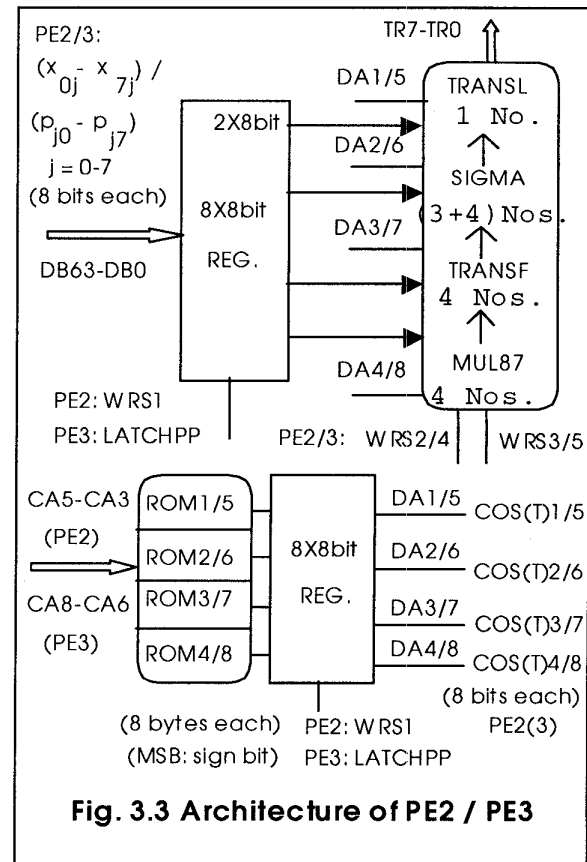 TR7-TR0
PE2/3:
(x0j- x7j) /
(pj0 - pj7)
j = 0-7
(8 bits each)
DB63-DB0
2X8bit
8X8bit
REG.
PE2: WRS1
PE3: LATCHPP
DA1/5
DA2/6
DA3/7
DA4/8
TRANSL
1 No.
SIGMA
(3+4) Nos.
TRANSF
4 Nos.
MUL87
4 Nos.
PE2/3: WRS2/4
WRS3/5
CA5-CA3
(PE2)
CA8-CA6
(PE3)
ROM1/5
ROM2/6
ROM3/7
ROM4/8
8X8bit
REG.
DA1/5
DA2/6
DA3/7
DA4/8
COS(T)1/5
COS(T)2/6
COS(T)3/7
COS(T)4/8
(8 bits each)
PE2(3)
(8 bytes each)
(MSB: sign bit)
PE2: WRS1
PE3: LATCHPP
Fig. 3.3 Architecture of PE2 / PE3